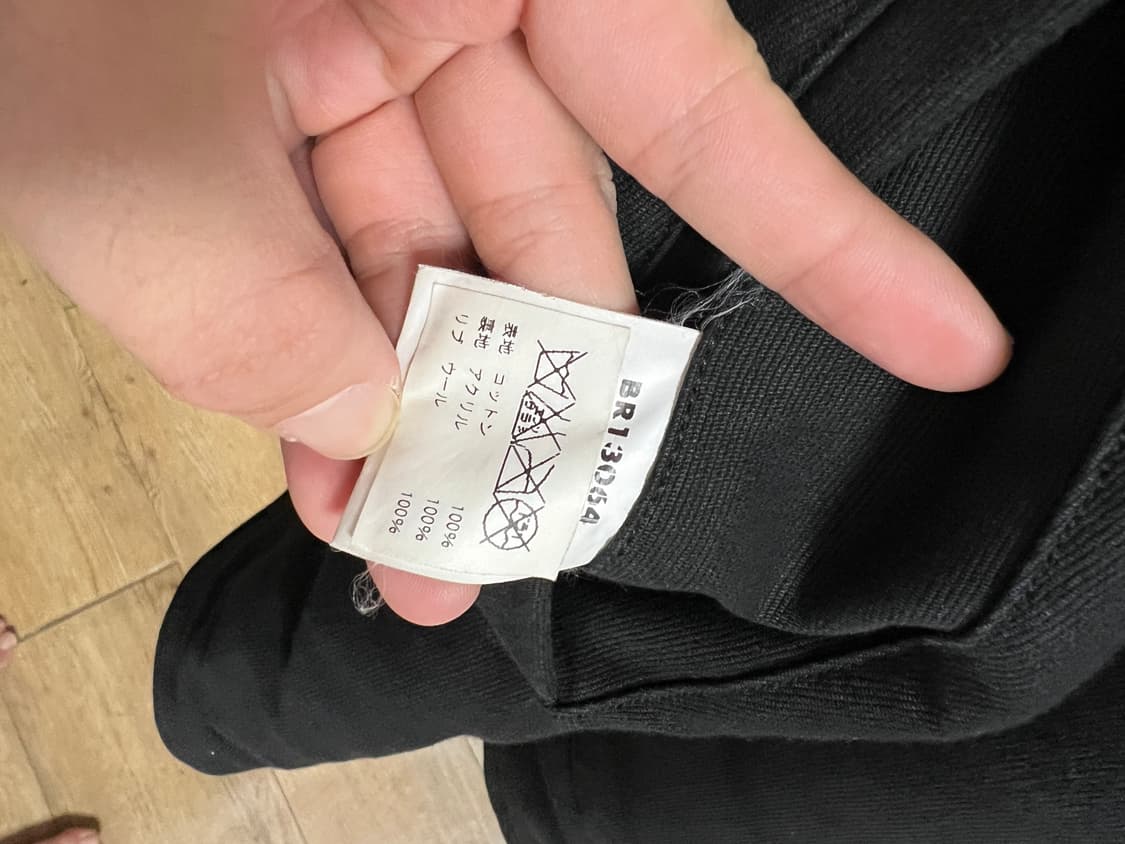 BR13064
表地 コットン 100%
裏地 アクリル 100%
リブ ウール 100%